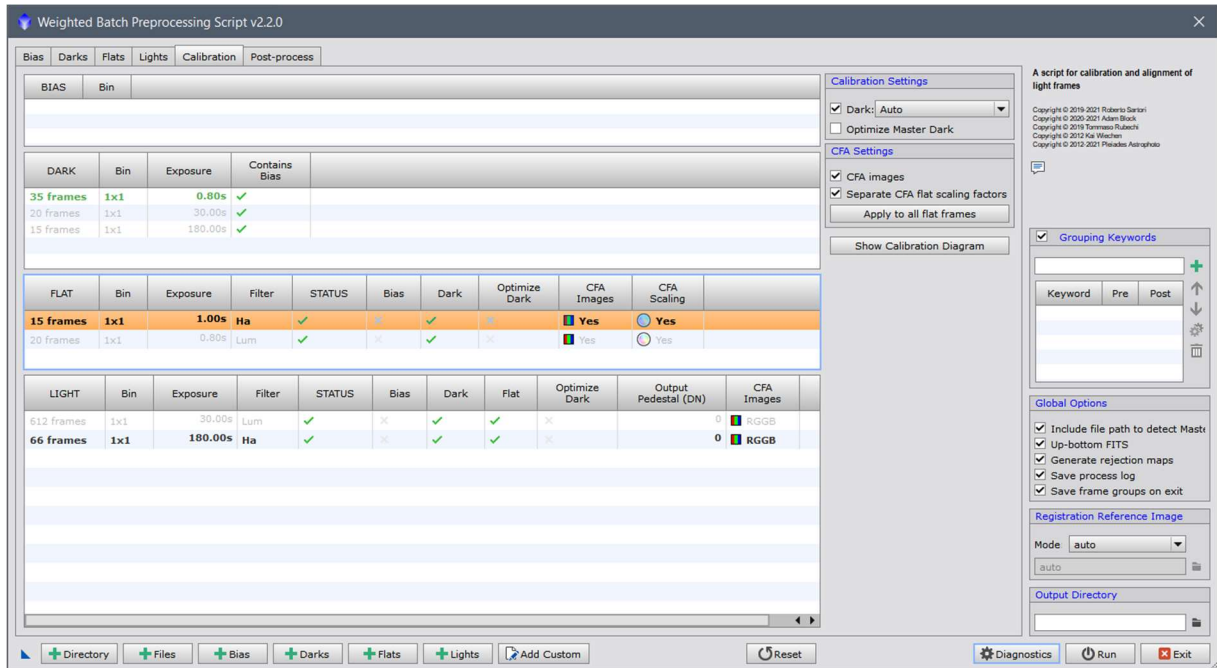 Weighted Batch Preprocessing Script v2.2.0
Bias Darks Flats Lights Calibration Post-process
BIAS Bin
DARK Bin Exposure Contains Bias
35 frames 1x1 0.80s
20 frames 1x1 30.00s
15 frames 1x1 180.00s
FLAT Bin Exposure Filter STATUS Bias Dark Optimize Dark CFA Images CFA Scaling
15 frames 1x1 1.00s Ha Yes Yes
20 frames 1x1 0.80s Lum Yes Yes
LIGHT Bin Exposure Filter STATUS Bias Dark Flat Optimize Dark Output Pedestal (DN) CFA Images
612 frames 1x1 30.00s Lum 0 RGGB
66 frames 1x1 180.00s Ha 0 RGGB
Calibration Settings
Dark: Auto
Optimize Master Dark
CFA Settings
CFA images
Separate CFA flat scaling factors
Apply to all flat frames
Show Calibration Diagram
A script for calibration and alignment of
light frames
Copyright © 2019-2021 Roberto Sartori
Copyright © 2020-2021 Adam Block
Copyright © 2019 Tommaso Rubechi
Copyright © 2012 Kai Wiechen
Copyright © 2012-2021 Pleiades Astrophoto
Grouping Keywords
Keyword Pre Post
Global Options
Include file path to detect Maste
Up-bottom FITS
Generate rejection maps
Save process log
Save frame groups on exit
Registration Reference Image
Mode: auto
auto
Output Directory
Directory Files Bias Darks Flats Lights Add Custom Reset Diagnostics Run Exit